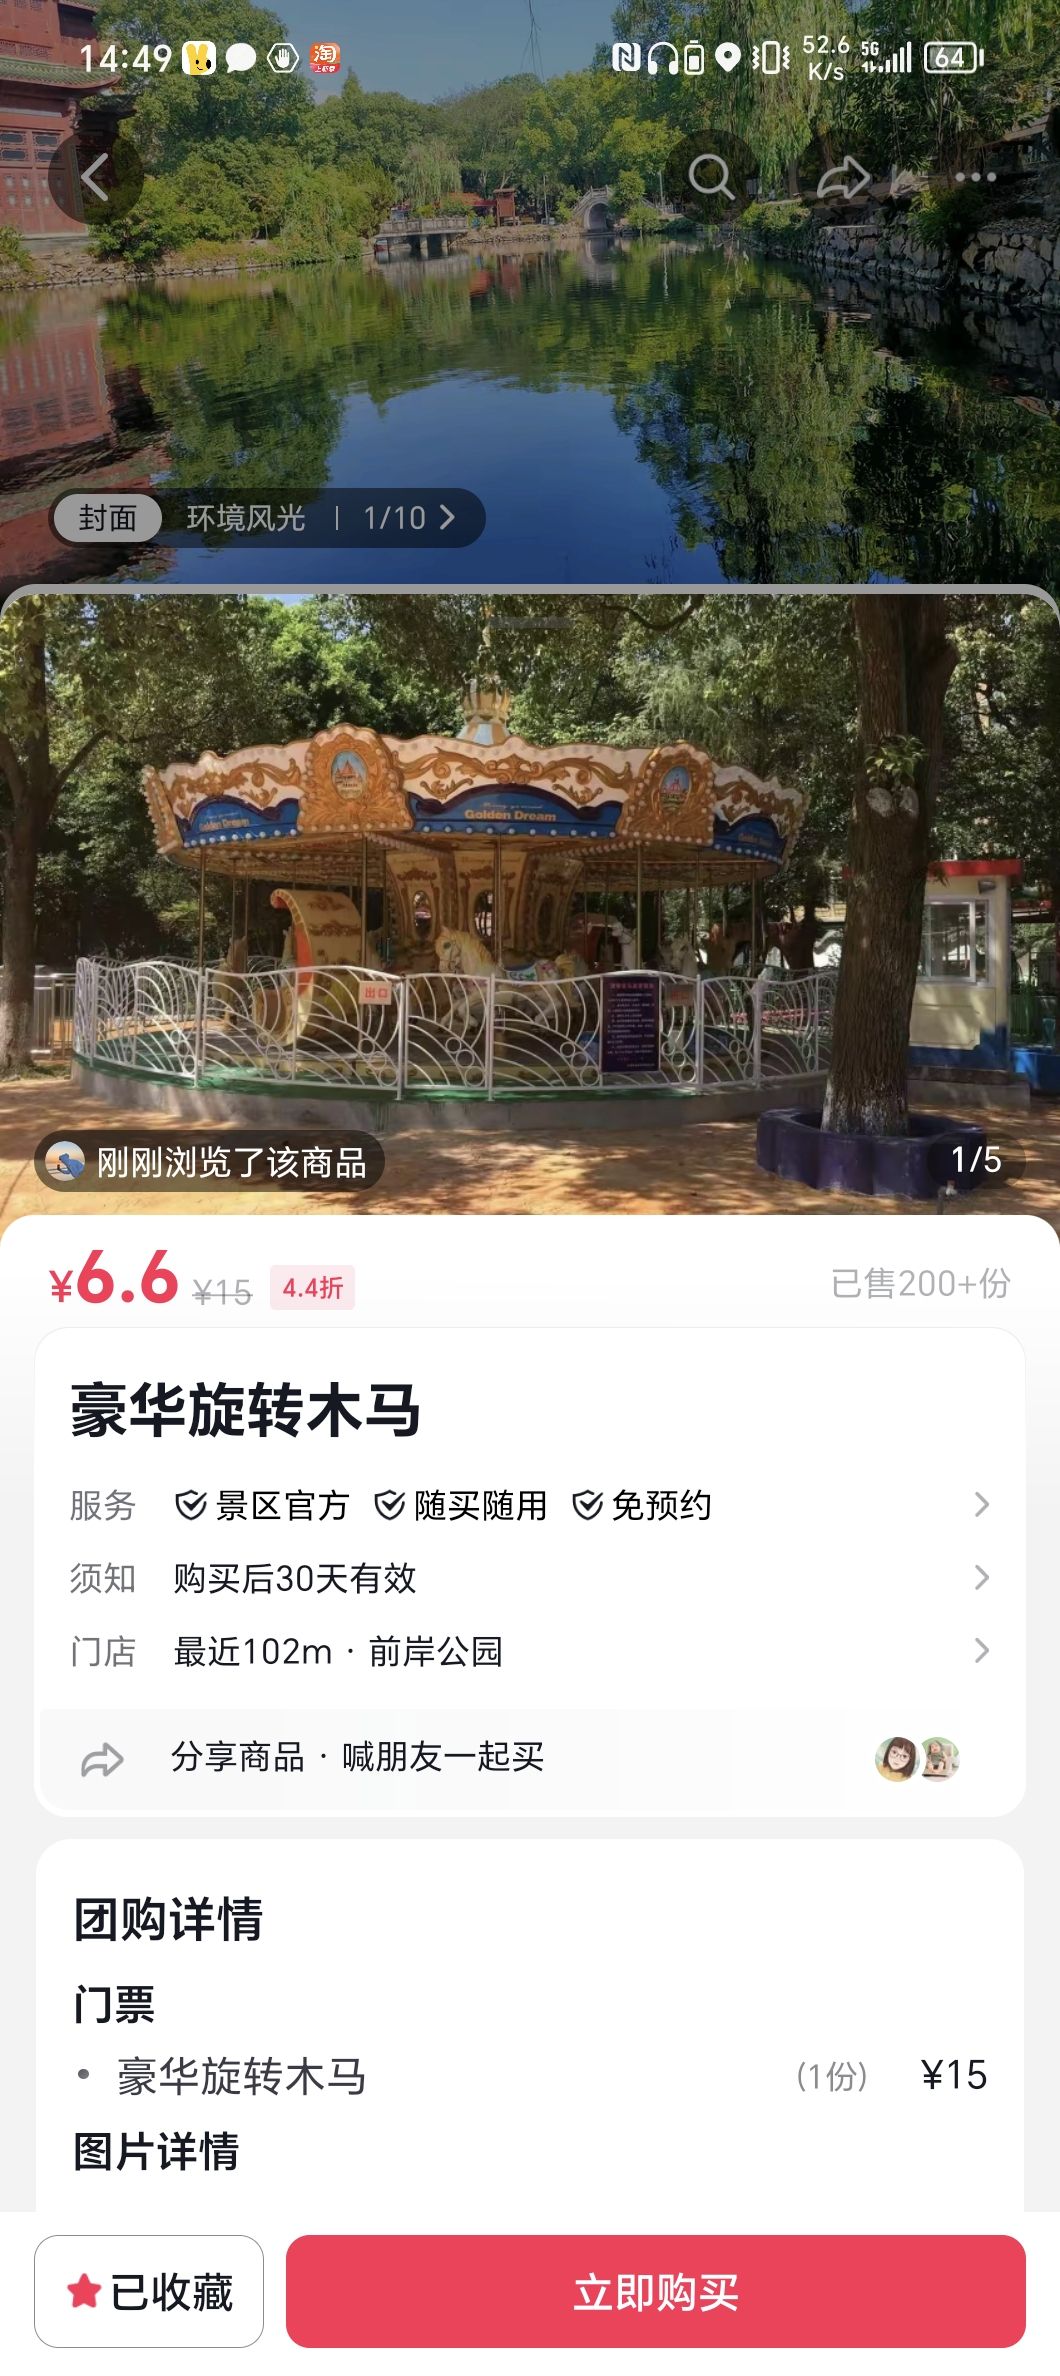 14:49
淘
52.6
K/s
5G
64
封面 环境风光 | 1/10
Golden Dream
Golden Dream
出口
刚刚浏览了该商品
1/5
¥6.6 ¥15 4.4折
已售200+份
豪华旋转木马
服务 景区官方 随买随用 免预约
须知 购买后30天有效
门店 最近102m · 前岸公园
分享商品 · 喊朋友一起买
团购详情
门票
• 豪华旋转木马 (1份) ¥15
图片详情
已收藏
立即购买